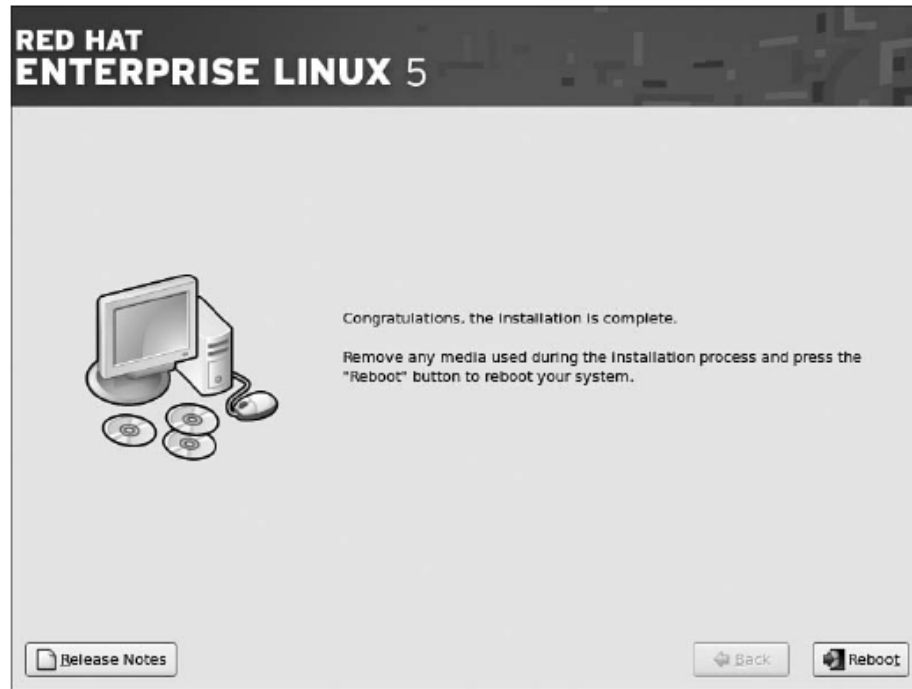 RED HAT
ENTERPRISE LINUX 5
Congratulations, the installation is complete.
Remove any media used during the installation process and press the
"Reboot" button to reboot your system.
Release Notes
Back
Reboot